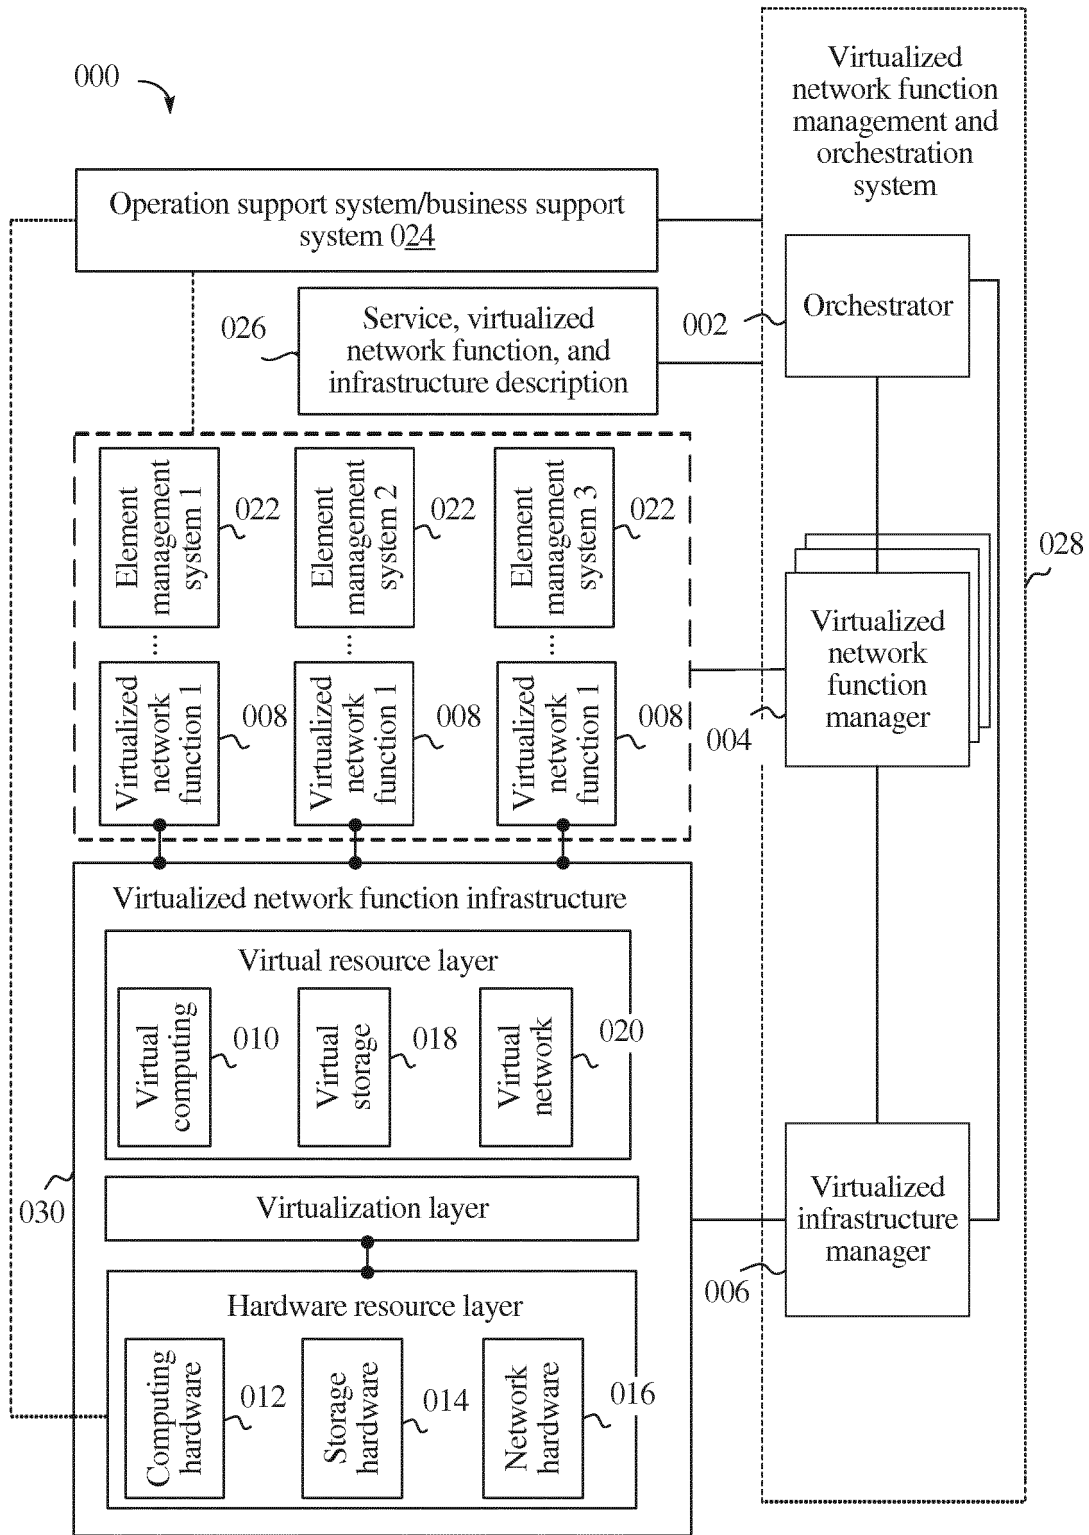 000
Virtualized
network function
management and
orchestration
system
Operation support system/business support
system 024
026
Service, virtualized
network function, and
infrastructure description
002
Orchestrator
Element
management
system 1
022
Element
management
system 2
022
Element
management
system 3
022
028
...
...
...
Virtualized
network
function 1
008
Virtualized
network
function 1
008
Virtualized
network
function 1
008
004
Virtualized
network
function
manager
Virtualized network function infrastructure
Virtual resource layer
Virtual
computing
010
Virtual
storage
018
Virtual
network
020
030
Virtualization layer
Virtualized
infrastructure
manager
006
Hardware resource layer
Computing
hardware
012
Storage
hardware
014
Network
hardware
016